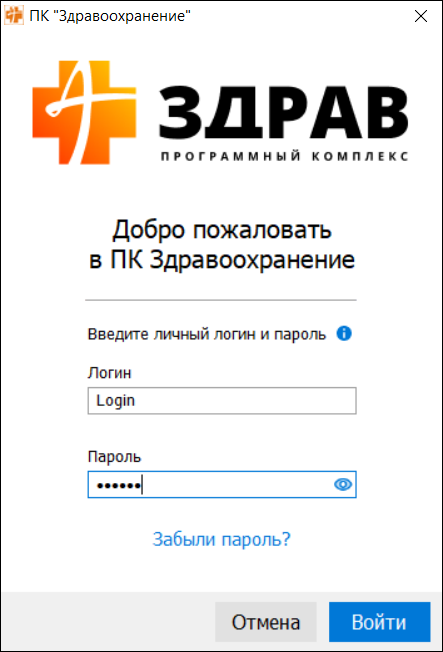 ПК "Здравоохранение"
ЗДРАВ
ПРОГРАММНЫЙ КОМПЛЕКС
Добро пожаловать
в ПК Здравоохранение
Введите личный логин и пароль
Логин
Login
Пароль
••••••
Забыли пароль?
Отмена
Войти